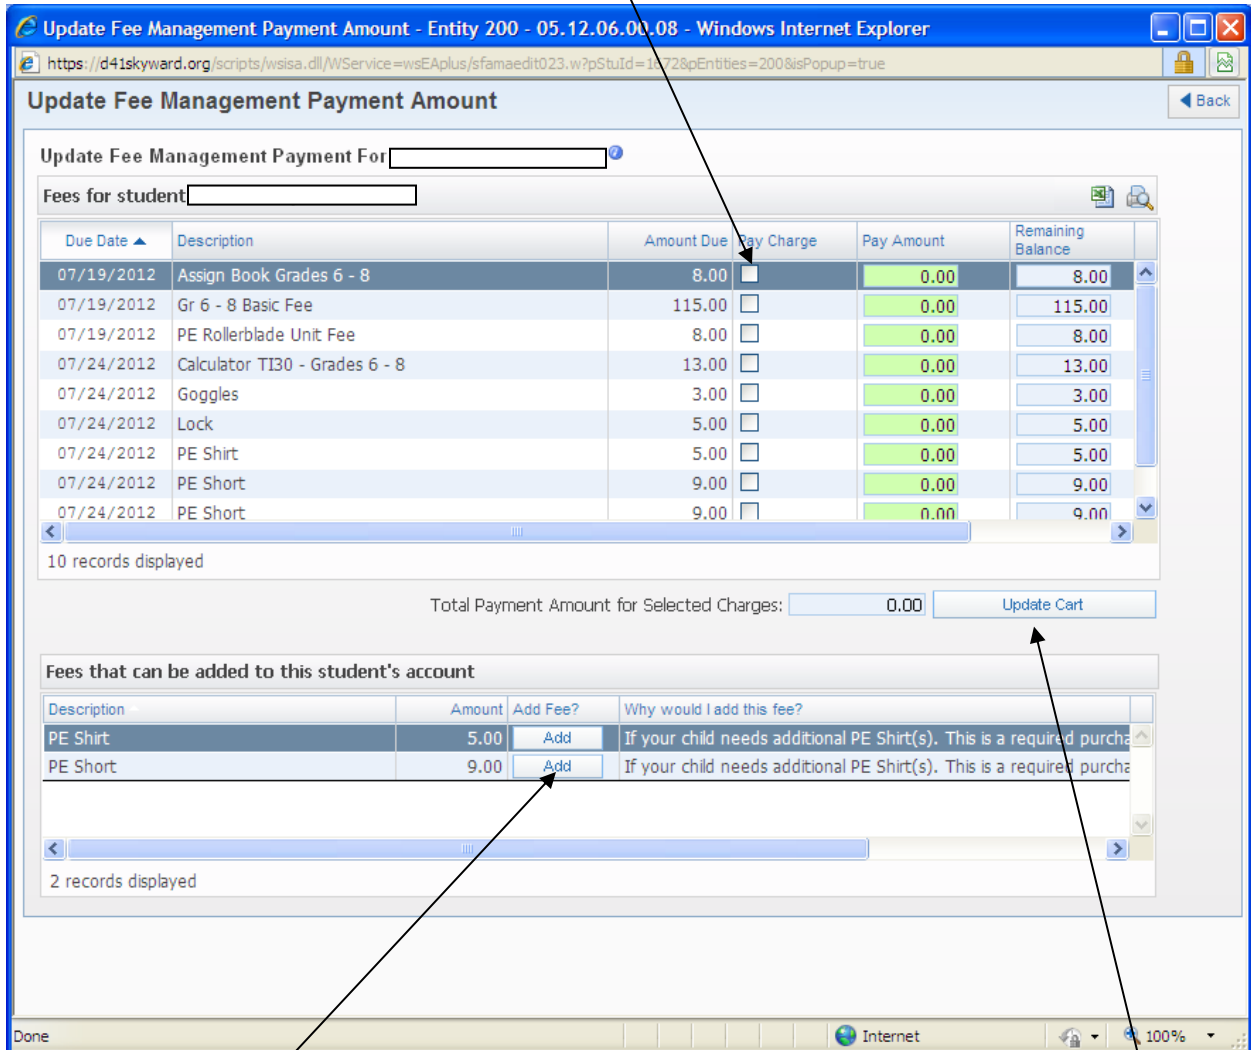 Update Fee Management Payment Amount - Entity 200 - 05.12.06.00.08 - Windows Internet Explorer
https://d41skyward.org/scripts/wsisa.dll/WService=wsEAplus/sfamaedit023.w?pStuId=1672&pEntities=200&isPopup=true
Update Fee Management Payment Amount
Back
Update Fee Management Payment For
Fees for student
Due Date Description Amount Due Pay Charge Pay Amount Remaining Balance
07/19/2012 Assign Book Grades 6 - 8 8.00 0.00 8.00
07/19/2012 Gr 6 - 8 Basic Fee 115.00 0.00 115.00
07/19/2012 PE Rollerblade Unit Fee 8.00 0.00 8.00
07/24/2012 Calculator TI30 - Grades 6 - 8 13.00 0.00 13.00
07/24/2012 Goggles 3.00 0.00 3.00
07/24/2012 Lock 5.00 0.00 5.00
07/24/2012 PE Shirt 5.00 0.00 5.00
07/24/2012 PE Short 9.00 0.00 9.00
07/24/2012 PE Short 9.00 0.00 9.00
10 records displayed
Total Payment Amount for Selected Charges: 0.00 Update Cart
Fees that can be added to this student's account
Description Amount Add Fee? Why would I add this fee?
PE Shirt 5.00 Add If your child needs additional PE Shirt(s). This is a required purcha
PE Short 9.00 Add If your child needs additional PE Shirt(s). This is a required purcha
2 records displayed
Done Internet 100%